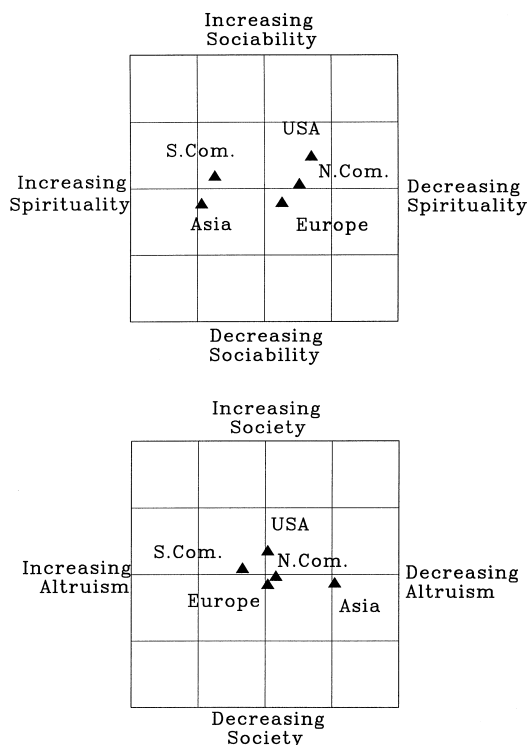 Increasing
Sociability
USA
S.Com.
N.Com.
Increasing
Spirituality
Decreasing
Spirituality
Asia
Europe
Decreasing
Sociability
Increasing
Society
USA
S.Com.
N.Com.
Increasing
Altruism
Decreasing
Altruism
Europe
Asia
Decreasing
Society